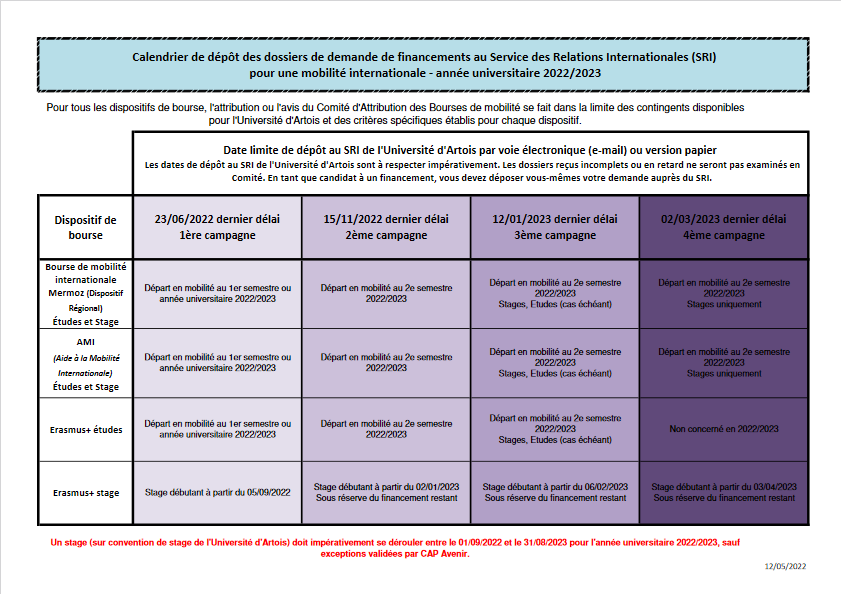 Calendrier de dépôt des dossiers de demande de financements au Service des Relations Internationales (SRI)
pour une mobilité internationale - année universitaire 2022/2023
Pour tous les dispositifs de bourse, l'attribution ou l'avis du Comité d'Attribution des Bourses de mobilité se fait dans la limite des contingents disponibles
pour l'Université d'Artois et des critères spécifiques établis pour chaque dispositif.
Date limite de dépôt au SRI de l'Université d'Artois par voie électronique (e-mail) ou version papier
Les dates de dépôt au SRI de l'Université d'Artois sont à respecter impérativement. Les dossiers reçus incomplets ou en retard ne seront pas examinés en
Comité. En tant que candidat à un financement, vous devez déposer vous-mêmes votre demande auprès du SRI.
Dispositif de
bourse
23/06/2022 dernier délai
1ère campagne
15/11/2022 dernier délai
2ème campagne
12/01/2023 dernier délai
3ème campagne
02/03/2023 dernier délai
4ème campagne
Bourse de mobilité
internationale
Mermoz (Dispositif
Régional)
Études et Stage
Départ en mobilité au 1er semestre ou
année universitaire 2022/2023
Départ en mobilité au 2e semestre
2022/2023
Départ en mobilité au 2e semestre
2022/2023
Stages, Etudes (cas échéant)
Départ en mobilité au 2e semestre
2022/2023
Stages uniquement
AMI
(Aide à la Mobilité
Internationale)
Études et Stage
Départ en mobilité au 1er semestre ou
année universitaire 2022/2023
Départ en mobilité au 2e semestre
2022/2023
Départ en mobilité au 2e semestre
2022/2023
Stages, Etudes (cas échéant)
Départ en mobilité au 2e semestre
2022/2023
Stages uniquement
Erasmus+ études
Départ en mobilité au 1er semestre ou
année universitaire 2022/2023
Départ en mobilité au 2e semestre
2022/2023
Départ en mobilité au 2e semestre
2022/2023
Stages, Etudes (cas échéant)
Non concerné en 2022/2023
Erasmus+ stage
Stage débutant à partir du 05/09/2022
Stage débutant à partir du 02/01/2023
Sous réserve du financement restant
Stage débutant à partir du 06/02/2023
Sous réserve du financement restant
Stage débutant à partir du 03/04/2023
Sous réserve du financement restant
Un stage (sur convention de stage de l'Université d'Artois) doit impérativement se dérouler entre le 01/09/2022 et le 31/08/2023 pour l'année universitaire 2022/2023, sauf
exceptions validées par CAP Avenir.
12/05/2022